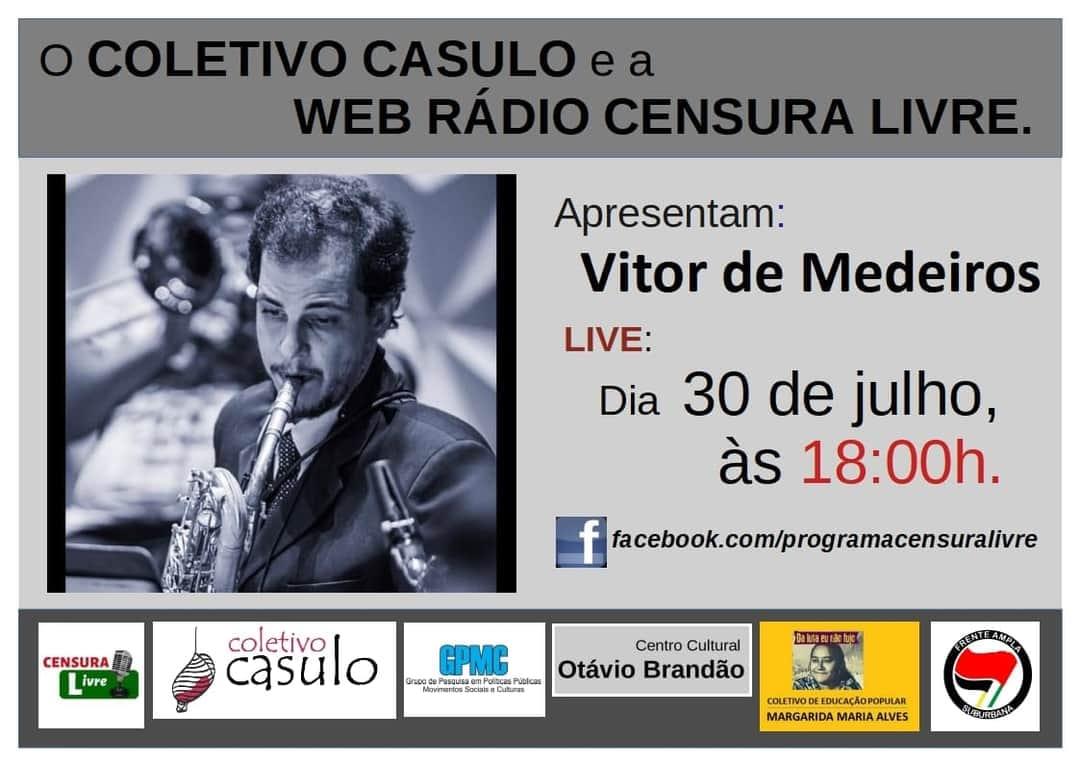 O COLETIVO CASULO e a
WEB RÁDIO CENSURA LIVRE.
Apresentam:
Vitor de Medeiros
LIVE:
Dia 30 de julho,
às 18:00h.
f facebook.com/programacensuralivre
CENSURA
Livre
coletivo
casulo
GPMC
Grupo de Pesquisa em Políticas Públicas
Movimentos Sociais e Culturas
Centro Cultural
Otávio Brandão
Da luta eu não fujo
COLETIVO DE EDUCAÇÃO POPULAR
MARGARIDA MARIA ALVES
FRENTE AMPLA
SUBURBANA